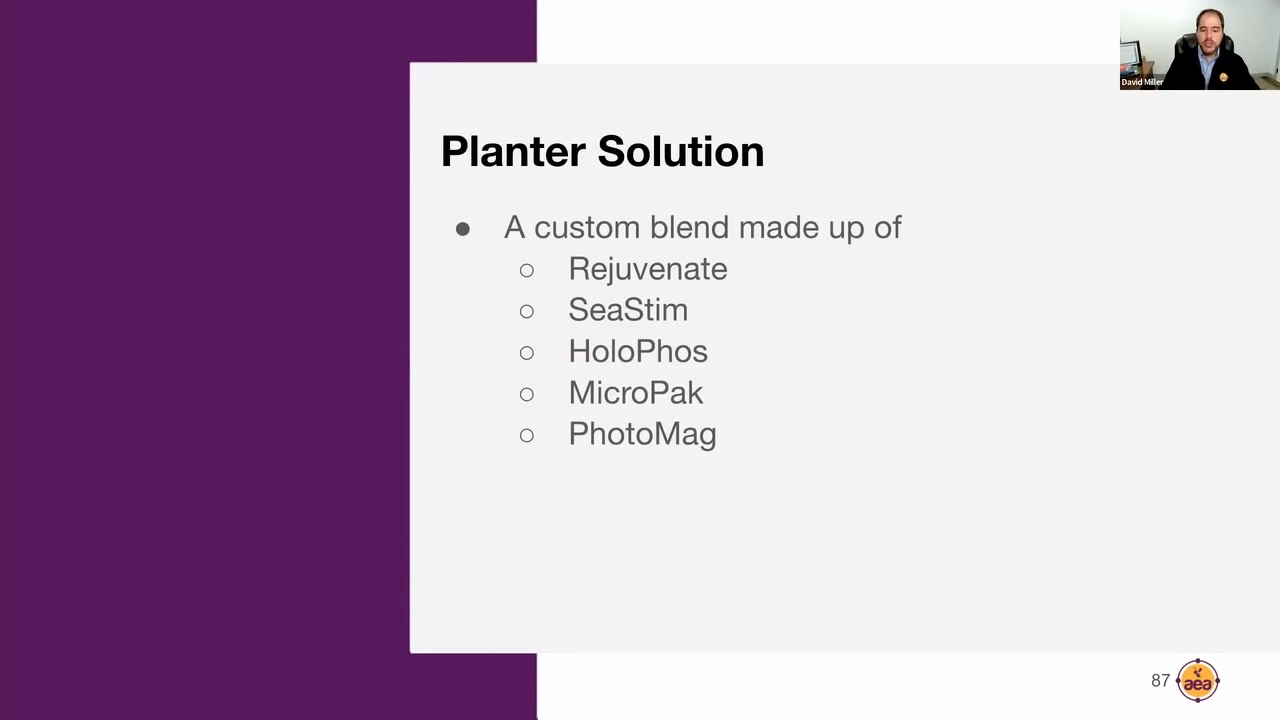 David Miller
Planter Solution
● A custom blend made up of
○ Rejuvenate
○ SeaStim
○ HoloPhos
○ MicroPak
○ PhotoMag
87
aea